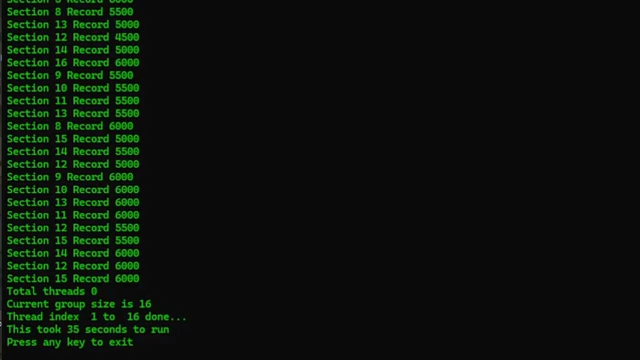 Section 8 Record 5500
Section 13 Record 5000
Section 12 Record 4500
Section 14 Record 5000
Section 16 Record 6000
Section 9 Record 5500
Section 10 Record 5500
Section 11 Record 5500
Section 13 Record 5500
Section 8 Record 6000
Section 15 Record 5000
Section 14 Record 5500
Section 12 Record 5000
Section 9 Record 6000
Section 10 Record 6000
Section 13 Record 6000
Section 11 Record 6000
Section 12 Record 5500
Section 15 Record 5500
Section 14 Record 6000
Section 12 Record 6000
Section 15 Record 6000
Total threads 0
Current group size is 16
Thread index  1 to  16 done...
This took 35 seconds to run
Press any key to exit